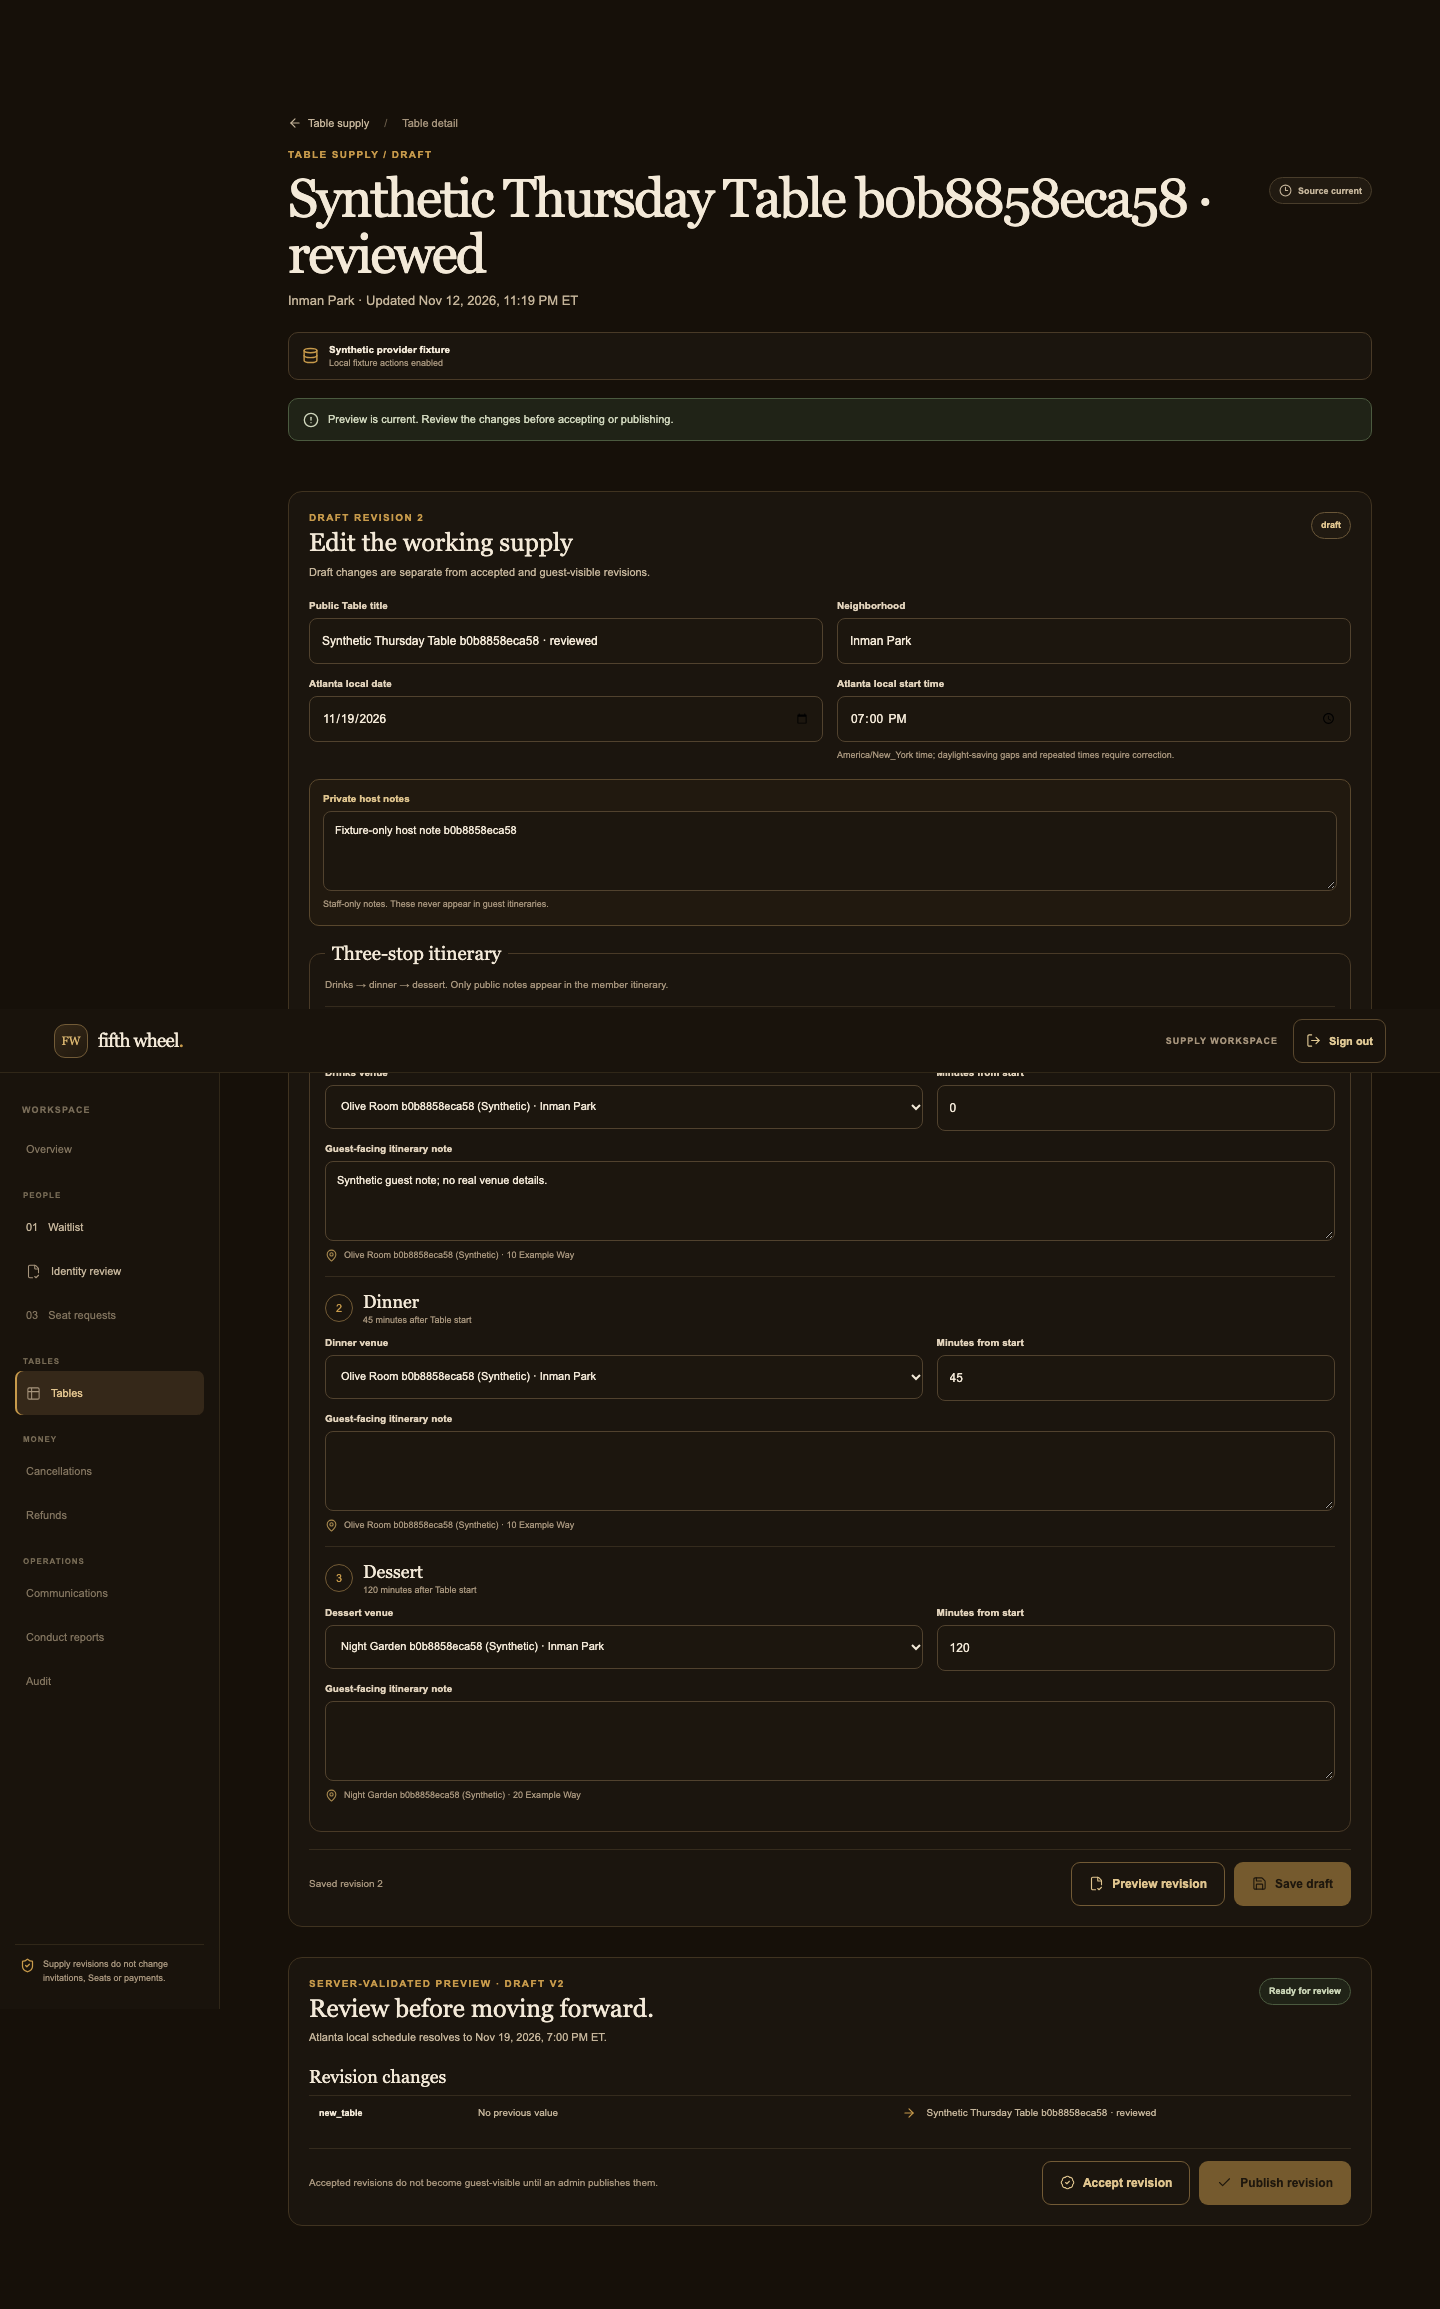 Table supply / Table detail
TABLE SUPPLY / DRAFT
Synthetic Thursday Table b0b8858eca58 ·
reviewed
Source current
Inman Park · Updated Nov 12, 2026, 11:19 PM ET
Synthetic provider fixture
Local fixture actions enabled
Preview is current. Review the changes before accepting or publishing.
DRAFT REVISION 2
draft
Edit the working supply
Draft changes are separate from accepted and guest-visible revisions.
Public Table title
Neighborhood
Synthetic Thursday Table b0b8858eca58 · reviewed
Inman Park
Atlanta local date
Atlanta local start time
11/19/2026
07:00 PM
America/New_York time; daylight-saving gaps and repeated times require correction.
Private host notes
Fixture-only host note b0b8858eca58
Staff-only notes. These never appear in guest itineraries.
Three-stop itinerary
Drinks → dinner → dessert. Only public notes appear in the member itinerary.
FW
fifth wheel.
SUPPLY WORKSPACE
Sign out
Drinks venue
Minutes from start
Olive Room b0b8858eca58 (Synthetic) · Inman Park
0
Guest-facing itinerary note
Synthetic guest note; no real venue details.
Olive Room b0b8858eca58 (Synthetic) · 10 Example Way
2
Dinner
45 minutes after Table start
Dinner venue
Minutes from start
Olive Room b0b8858eca58 (Synthetic) · Inman Park
45
Guest-facing itinerary note
Olive Room b0b8858eca58 (Synthetic) · 10 Example Way
3
Dessert
120 minutes after Table start
Dessert venue
Minutes from start
Night Garden b0b8858eca58 (Synthetic) · Inman Park
120
Guest-facing itinerary note
Night Garden b0b8858eca58 (Synthetic) · 20 Example Way
Saved revision 2
Preview revision
Save draft
WORKSPACE
Overview
PEOPLE
01 Waitlist
Identity review
03 Seat requests
TABLES
Tables
MONEY
Cancellations
Refunds
OPERATIONS
Communications
Conduct reports
Audit
Supply revisions do not change
invitations, Seats or payments.
SERVER-VALIDATED PREVIEW · DRAFT V2
Ready for review
Review before moving forward.
Atlanta local schedule resolves to Nov 19, 2026, 7:00 PM ET.
Revision changes
new_table
No previous value
Synthetic Thursday Table b0b8858eca58 · reviewed
Accepted revisions do not become guest-visible until an admin publishes them.
Accept revision
Publish revision